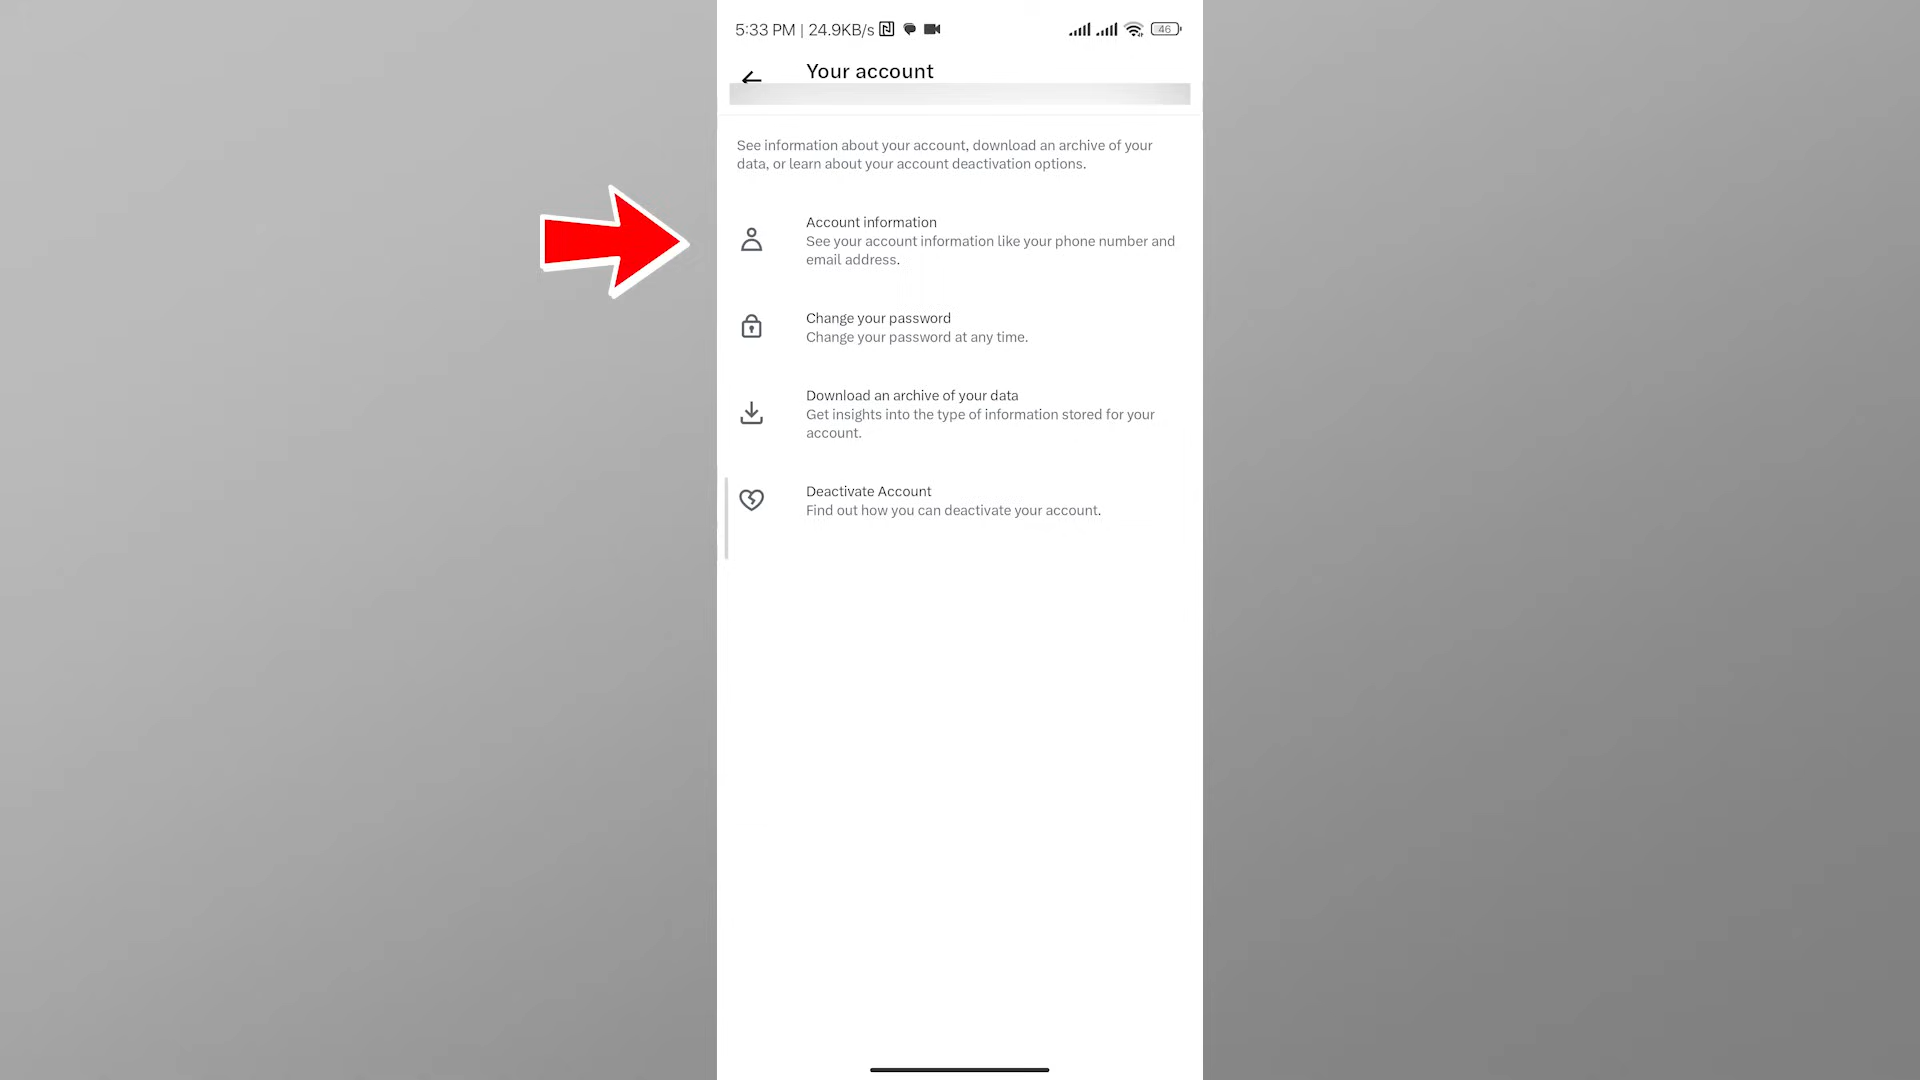 5:33 PM | 24.9KB/s
46
Your account
See information about your account, download an archive of your
data, or learn about your account deactivation options.
Account information
See your account information like your phone number and
email address.
Change your password
Change your password at any time.
Download an archive of your data
Get insights into the type of information stored for your
account.
Deactivate Account
Find out how you can deactivate your account.